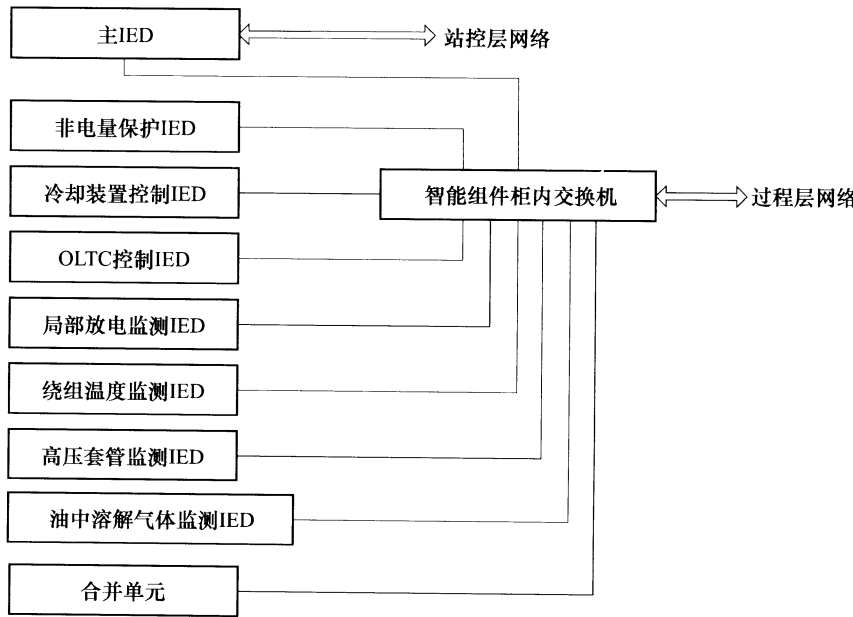 主IED
站控层网络
非电量保护IED
冷却装置控制IED
智能组件柜内交换机
过程层网络
OLTC控制IED
局部放电监测IED
绕组温度监测IED
高压套管监测IED
油中溶解气体监测IED
合并单元